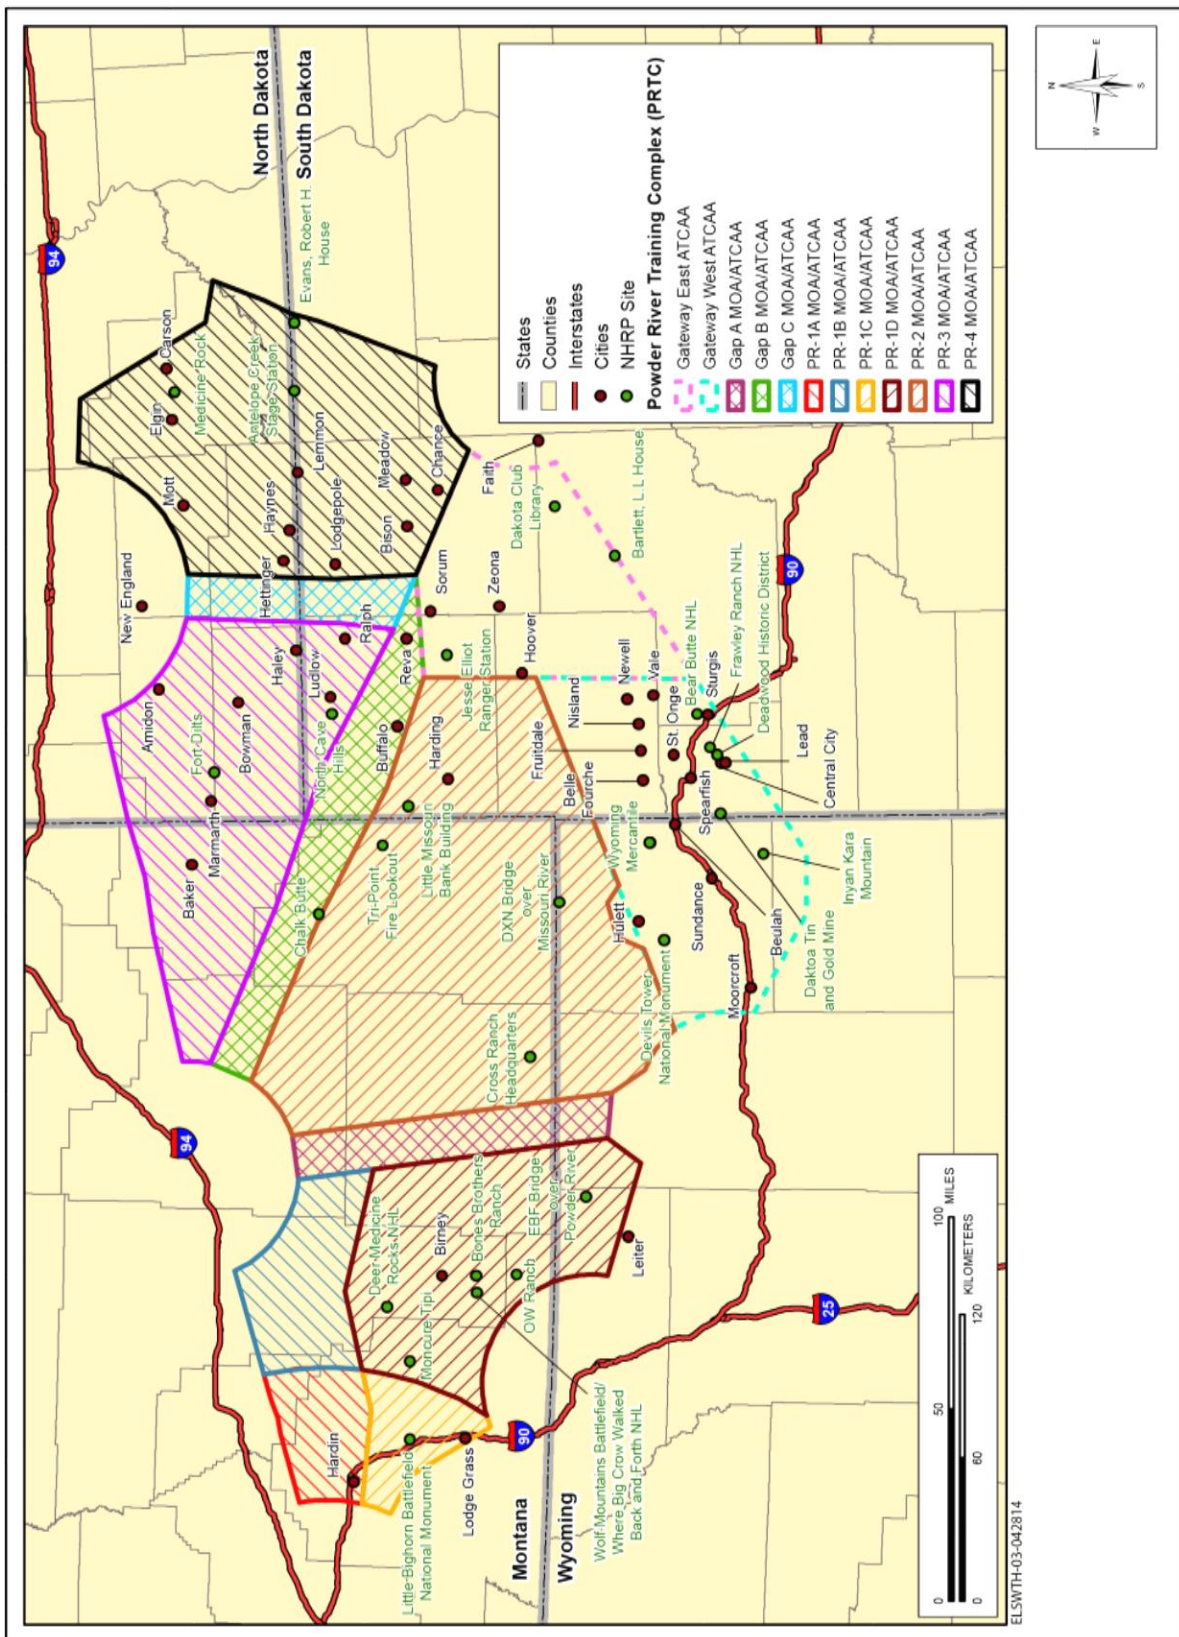 North Dakota
South Dakota
94
Carson
Medicine Rock
Elgin
Mott
Antelope Creek
Stage Station
Evans, Robert H.
House
Lemmon
Haynes
Hettinger
Lodgepole
Meadow
Chance
Bison
New England
Amidon
Fort Dilts
Bowman
Marmarth
Baker
Haley
Ludlow
Ralph
North Cave
Hills
Buffalo
Reva
Sorum
Zeona
Faith
Dakota Club
Library
Bartlett, L.L House
Jesse Elliot
Ranger Station
Hoover
Harding
Chalk Butte
Tri-Point
Fire Lookout
Little Missouri
Bank Building
DXN Bridge
over
Missouri River
Cross Ranch
Headquarters
Fruitdale
Nisland
Newell
Vale
Belle
Fourche
St. Onge
Bear Butte NHL
Sturgis
Frawley Ranch NHL
Deadwood Historic District
Lead
Central City
Spearfish
90
Wyoming
Mercantile
Hulett
Devils Tower
National Monument
Sundance
Beulah
Moorcroft
Inyan Kara
Mountain
Daktoa Tin
and Gold Mine
94
Hardin
Deer Medicine
Rocks NHL
Moncure Tipi
Birney
Bones Brothers
Ranch
OW Ranch
EBF Bridge
over
Powder River
Leiter
Little Bighorn Battlefield
National Monument
Lodge Grass
90
Wolf Mountains Battlefield/
Where Big Crow Walked
Back and Forth NHL
Montana
Wyoming
25
States
Counties
Interstates
Cities
NHRP Site
Powder River Training Complex (PRTC)
Gateway East ATCAA
Gateway West ATCAA
Gap A MOA/ATCAA
Gap B MOA/ATCAA
Gap C MOA/ATCAA
PR-1A MOA/ATCAA
PR-1B MOA/ATCAA
PR-1C MOA/ATCAA
PR-1D MOA/ATCAA
PR-2 MOA/ATCAA
PR-3 MOA/ATCAA
PR-4 MOA/ATCAA
N
W
E
S
0 50 100 MILES
KILOMETERS
0 60 120
ELSWTH-03-042814